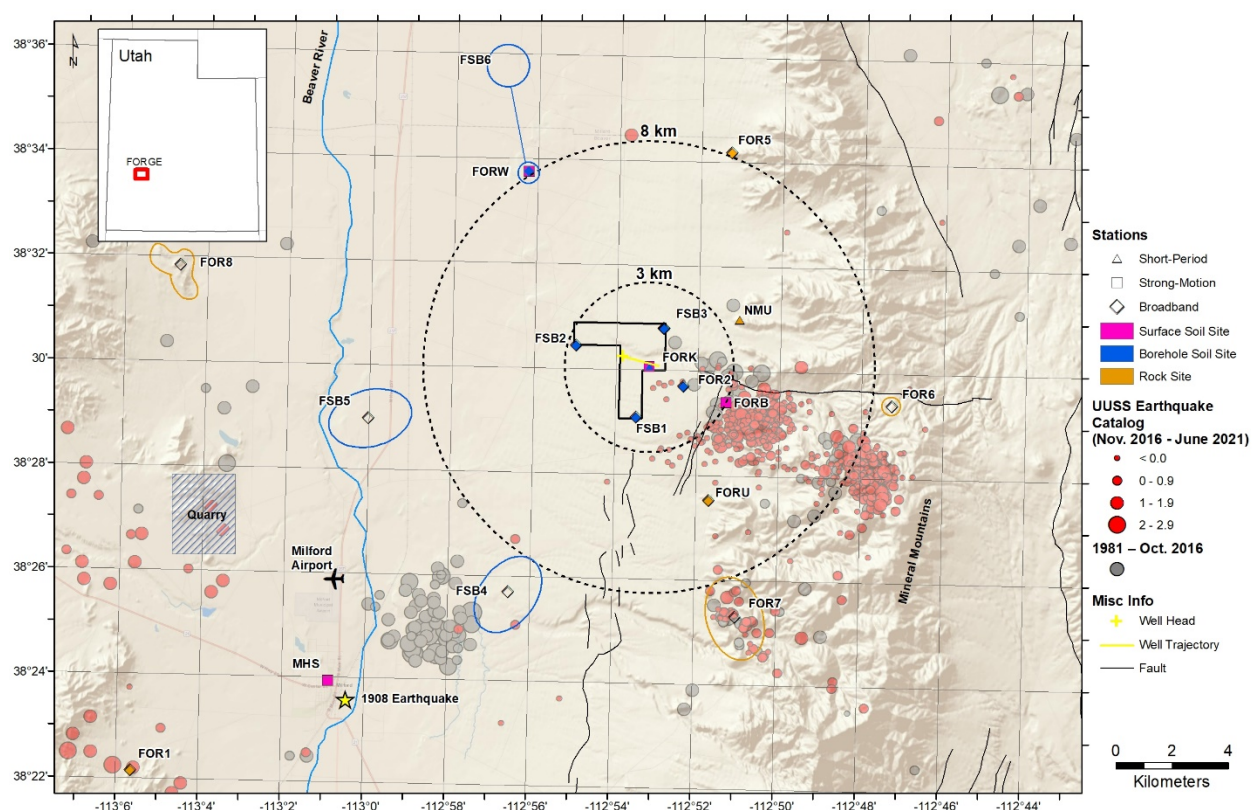 38°36'
38°34'
38°32'
30'
38°28'
38°26'
38°24'
38°22'
Utah
FORGE
N
Beaver River
FSB6
8 km
FOR5
FORW
FOR8
3 km
FSB3
NMU
FSB2
FORK
FOR2
FORB
FOR6
FSB5
FSB1
FORU
Quarry
Milford
Airport
FSB4
FOR7
Mineral Mountains
MHS
1908 Earthquake
FOR1
-113°6'
-113°4'
-113°2'
-113°
-112°58'
-112°56'
-112°54'
-112°52'
-112°50'
-112°48'
-112°46'
-112°44'
Stations
Short-Period
Strong-Motion
Broadband
Surface Soil Site
Borehole Soil Site
Rock Site
UUSS Earthquake
Catalog
(Nov. 2016 - June 2021)
< 0.0
0 - 0.9
1 - 1.9
2 - 2.9
1981 – Oct. 2016
Misc Info
Well Head
Well Trajectory
Fault
0 2 4
Kilometers